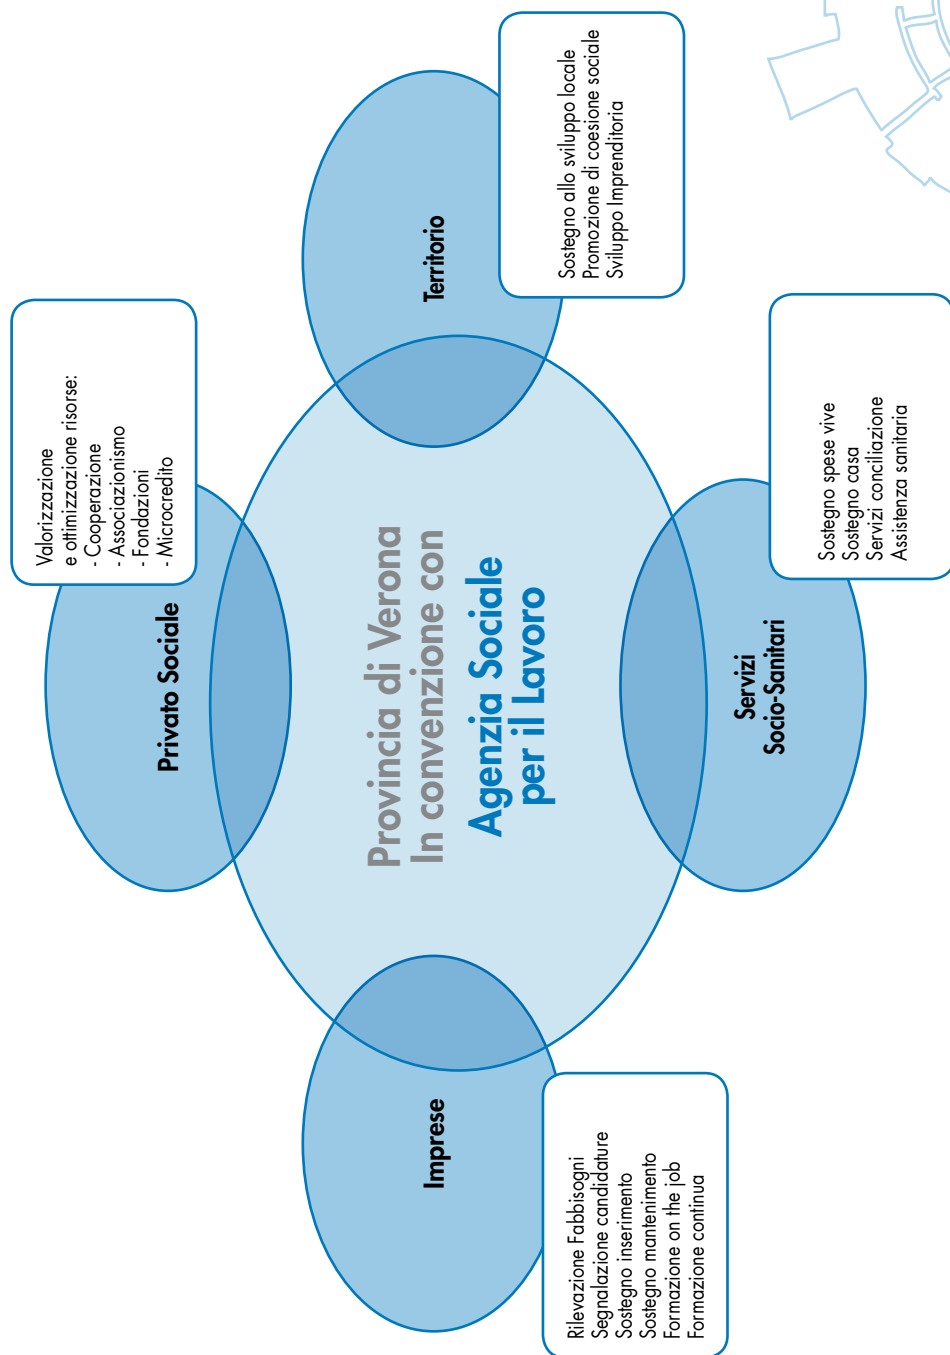 Valorizzazione
e ottimizzazione risorse:
- Cooperazione
- Associazionismo
- Fondazioni
- Microcredito
Privato Sociale
Imprese
Rilevazione Fabbisogni
Segnalazione candidature
Sostegno inserimento
Sostegno mantenimento
Formazione on the job
Formazione continua
Provincia di Verona
In convenzione con
Agenzia Sociale
per il Lavoro
Territorio
Sostegno allo sviluppo locale
Promozione di coesione sociale
Sviluppo Imprenditoria
Servizi
Socio-Sanitari
Sostegno spese vive
Sostegno casa
Servizi conciliazione
Assistenza sanitaria